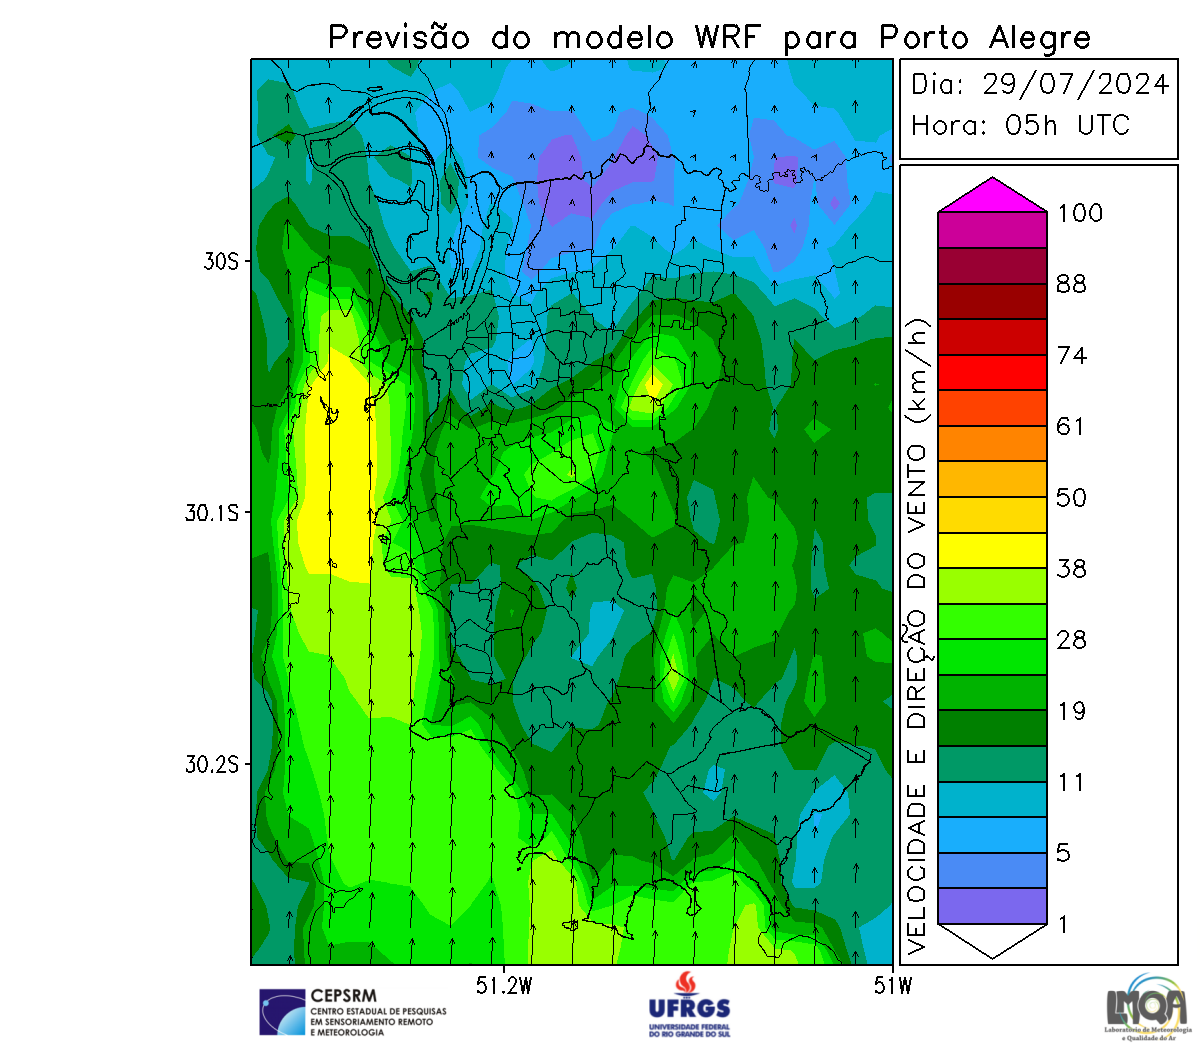 Previsão do modelo WRF para Porto Alegre
Dia: 29/07/2024
Hora: 05h UTC
100
88
74
61
50
38
28
19
11
5
1
VELOCIDADE E DIREÇÃO DO VENTO (km/h)
30S
30.1S
30.2S
51.2W
51W
CEPSRM
CENTRO ESTADUAL DE PESQUISAS
EM SENSORIAMENTO REMOTO
E METEOROLOGIA
UFRGS
UNIVERSIDADE FEDERAL
DO RIO GRANDE DO SUL
LMQA
Laboratório de Meteorologia
e Qualidade do Ar